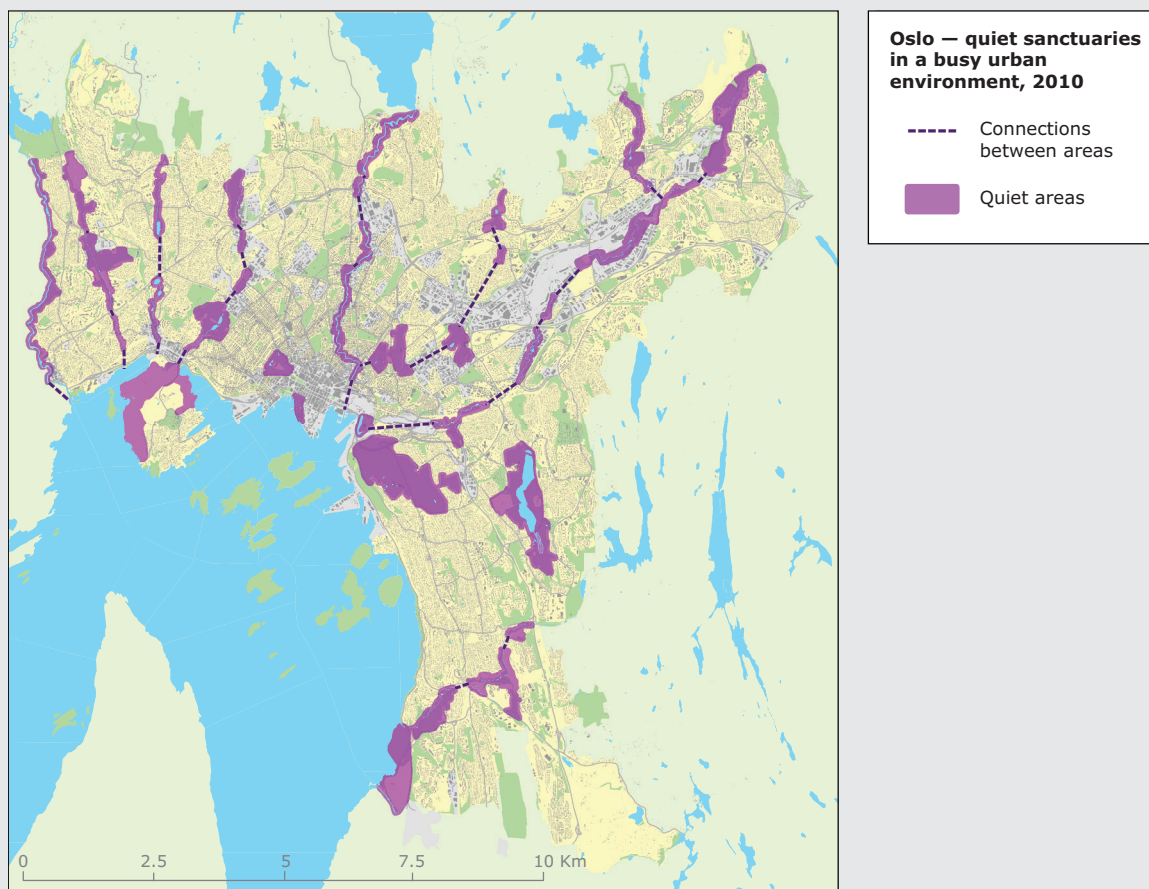 Oslo — quiet sanctuaries
in a busy urban
environment, 2010
Connections
between areas
Quiet areas
0 2.5 5 7.5 10 Km